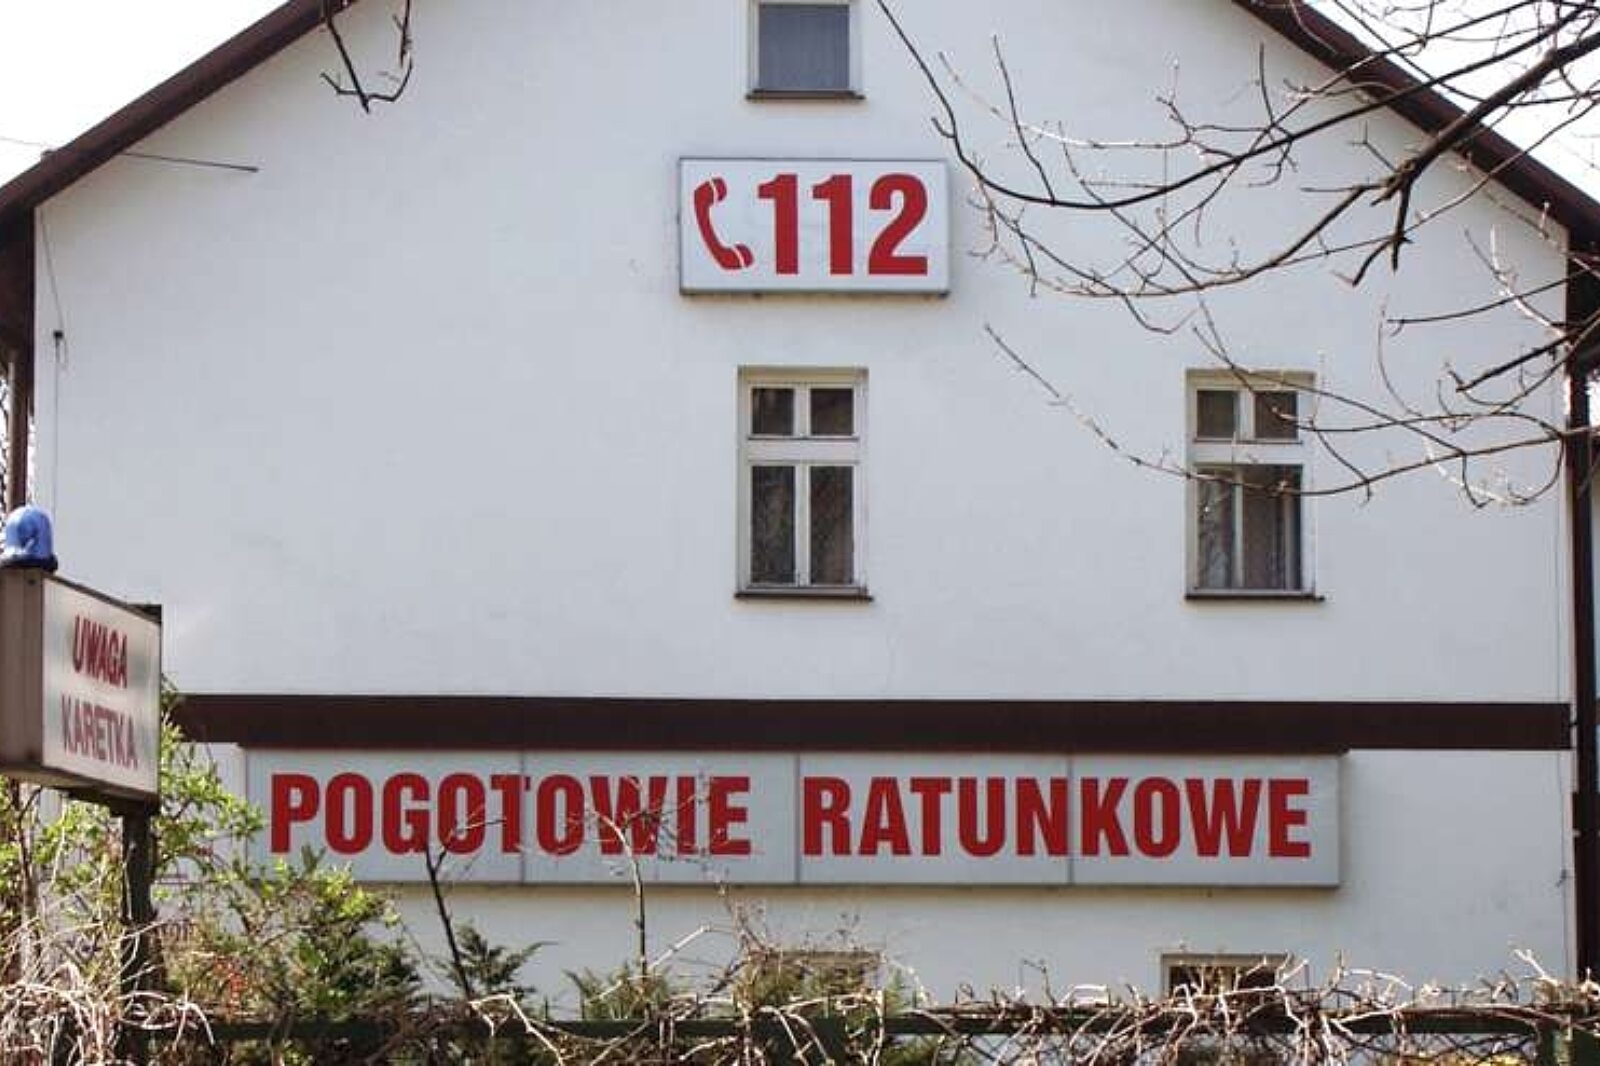 112
UWAGA
KARETKA
POGOTOWIE RATUNKOWE